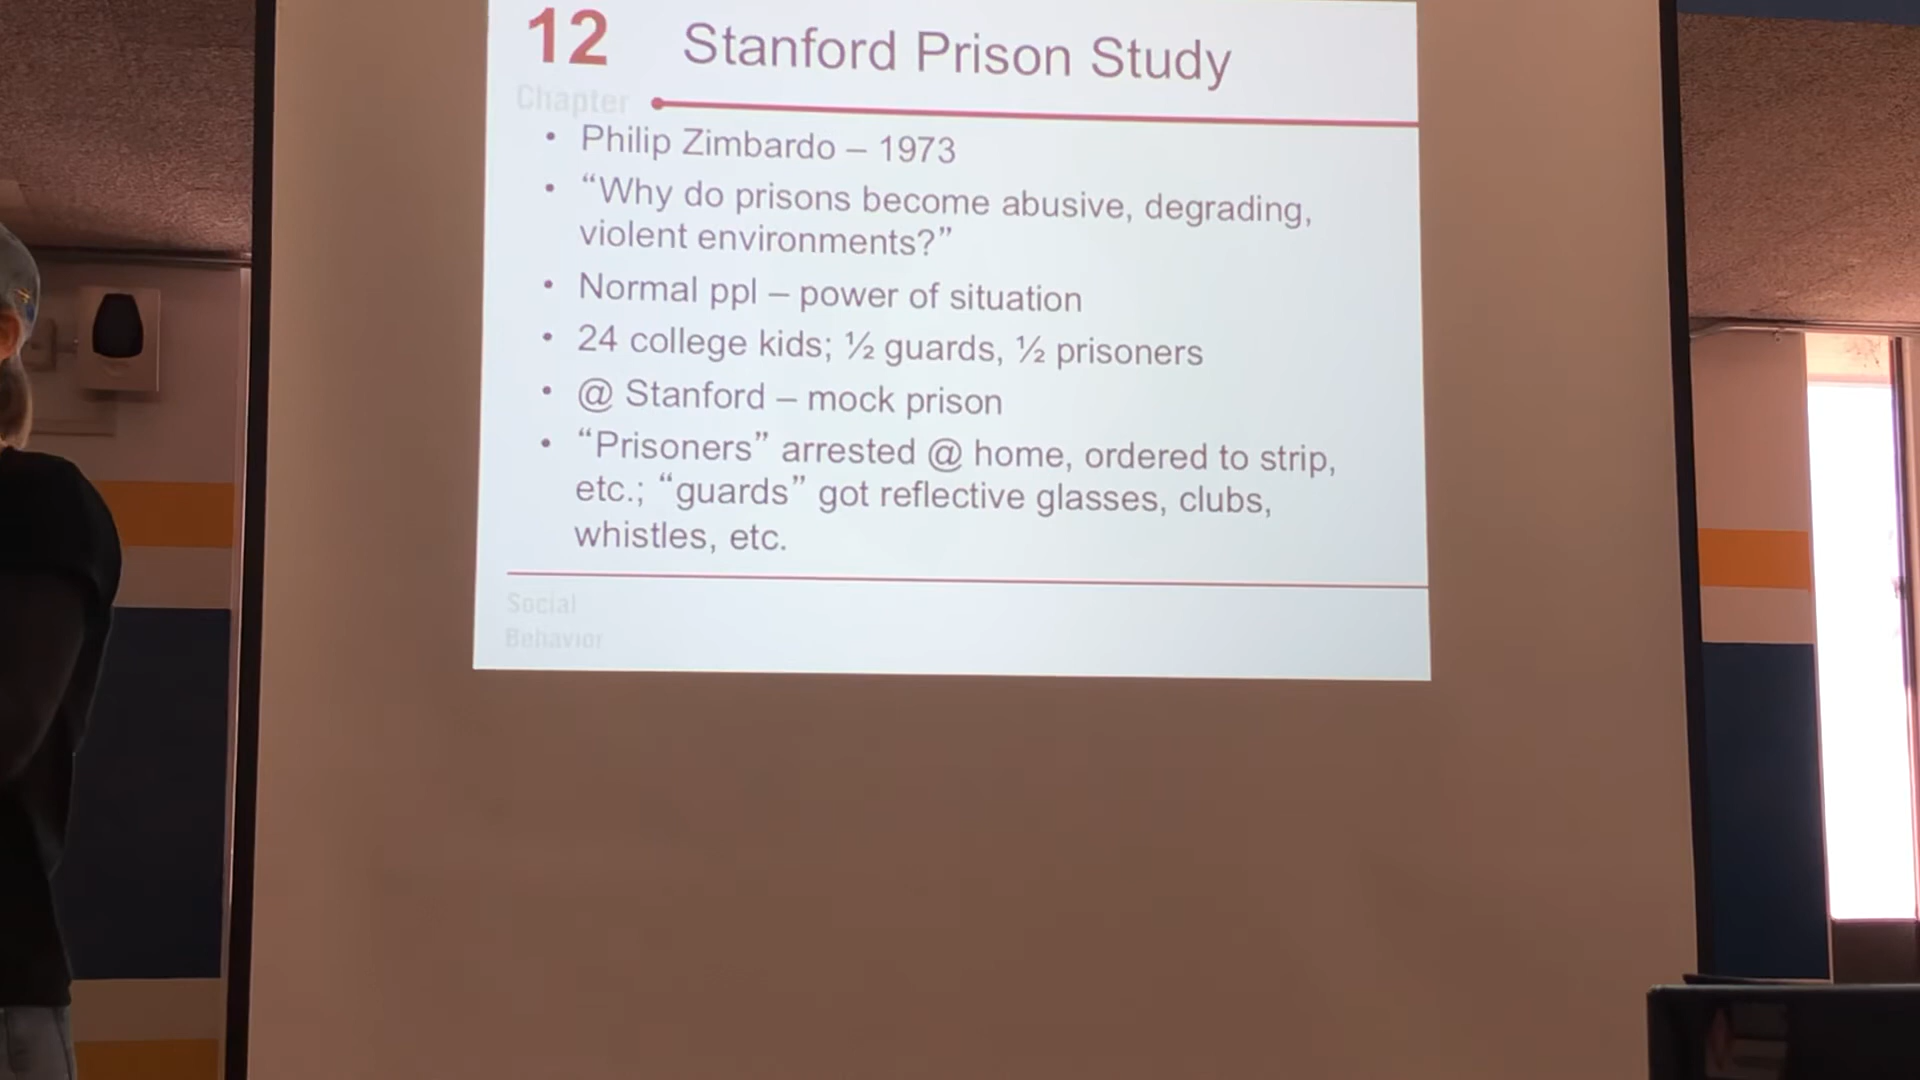 12 Stanford Prison Study
Chapter
• Philip Zimbardo – 1973
• “Why do prisons become abusive, degrading,
violent environments?”
• Normal ppl – power of situation
• 24 college kids; ½ guards, ½ prisoners
• @ Stanford – mock prison
• “Prisoners” arrested @ home, ordered to strip,
etc.; “guards” got reflective glasses, clubs,
whistles, etc.
Social
Behavior